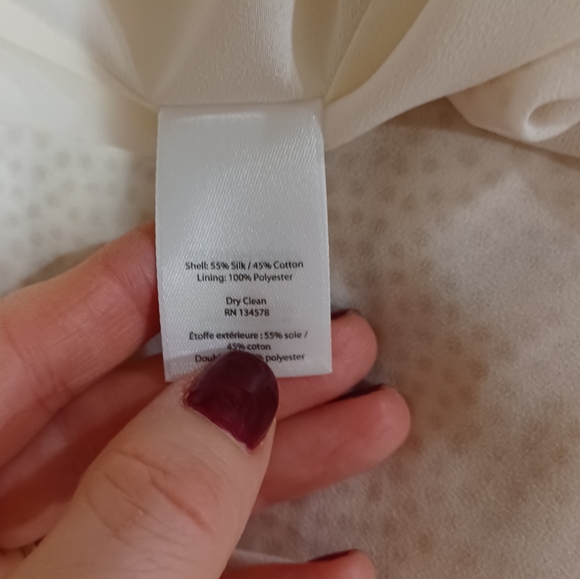 Shell: 55% Silk / 45% Cotton
Lining: 100% Polyester
Dry Clean
RN 134578
Étoffe extérieure : 55% soie /
45% coton
polyester